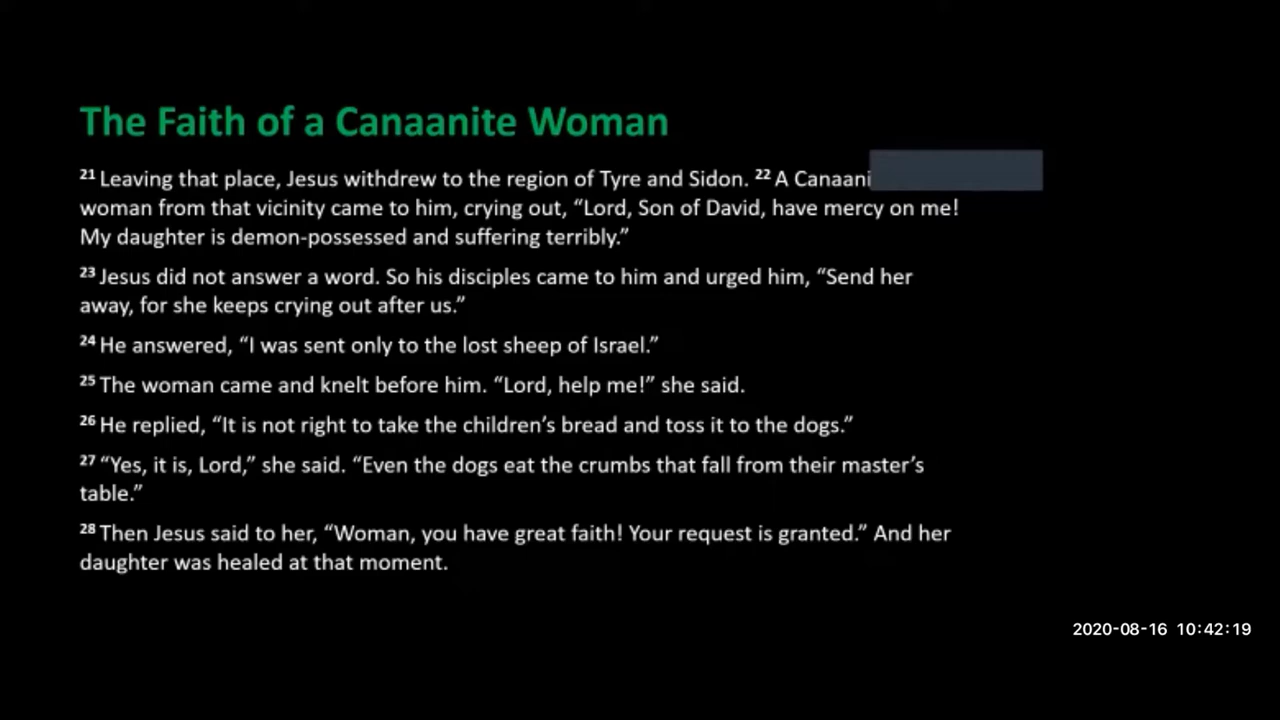 The Faith of a Canaanite Woman
21 Leaving that place, Jesus withdrew to the region of Tyre and Sidon. 22 A Canaani
woman from that vicinity came to him, crying out, “Lord, Son of David, have mercy on me!
My daughter is demon-possessed and suffering terribly.”
23 Jesus did not answer a word. So his disciples came to him and urged him, “Send her
away, for she keeps crying out after us.”
24 He answered, “I was sent only to the lost sheep of Israel.”
25 The woman came and knelt before him. “Lord, help me!” she said.
26 He replied, “It is not right to take the children’s bread and toss it to the dogs.”
27 “Yes, it is, Lord,” she said. “Even the dogs eat the crumbs that fall from their master’s
table.”
28 Then Jesus said to her, “Woman, you have great faith! Your request is granted.” And her
daughter was healed at that moment.
2020-08-16 10:42:19